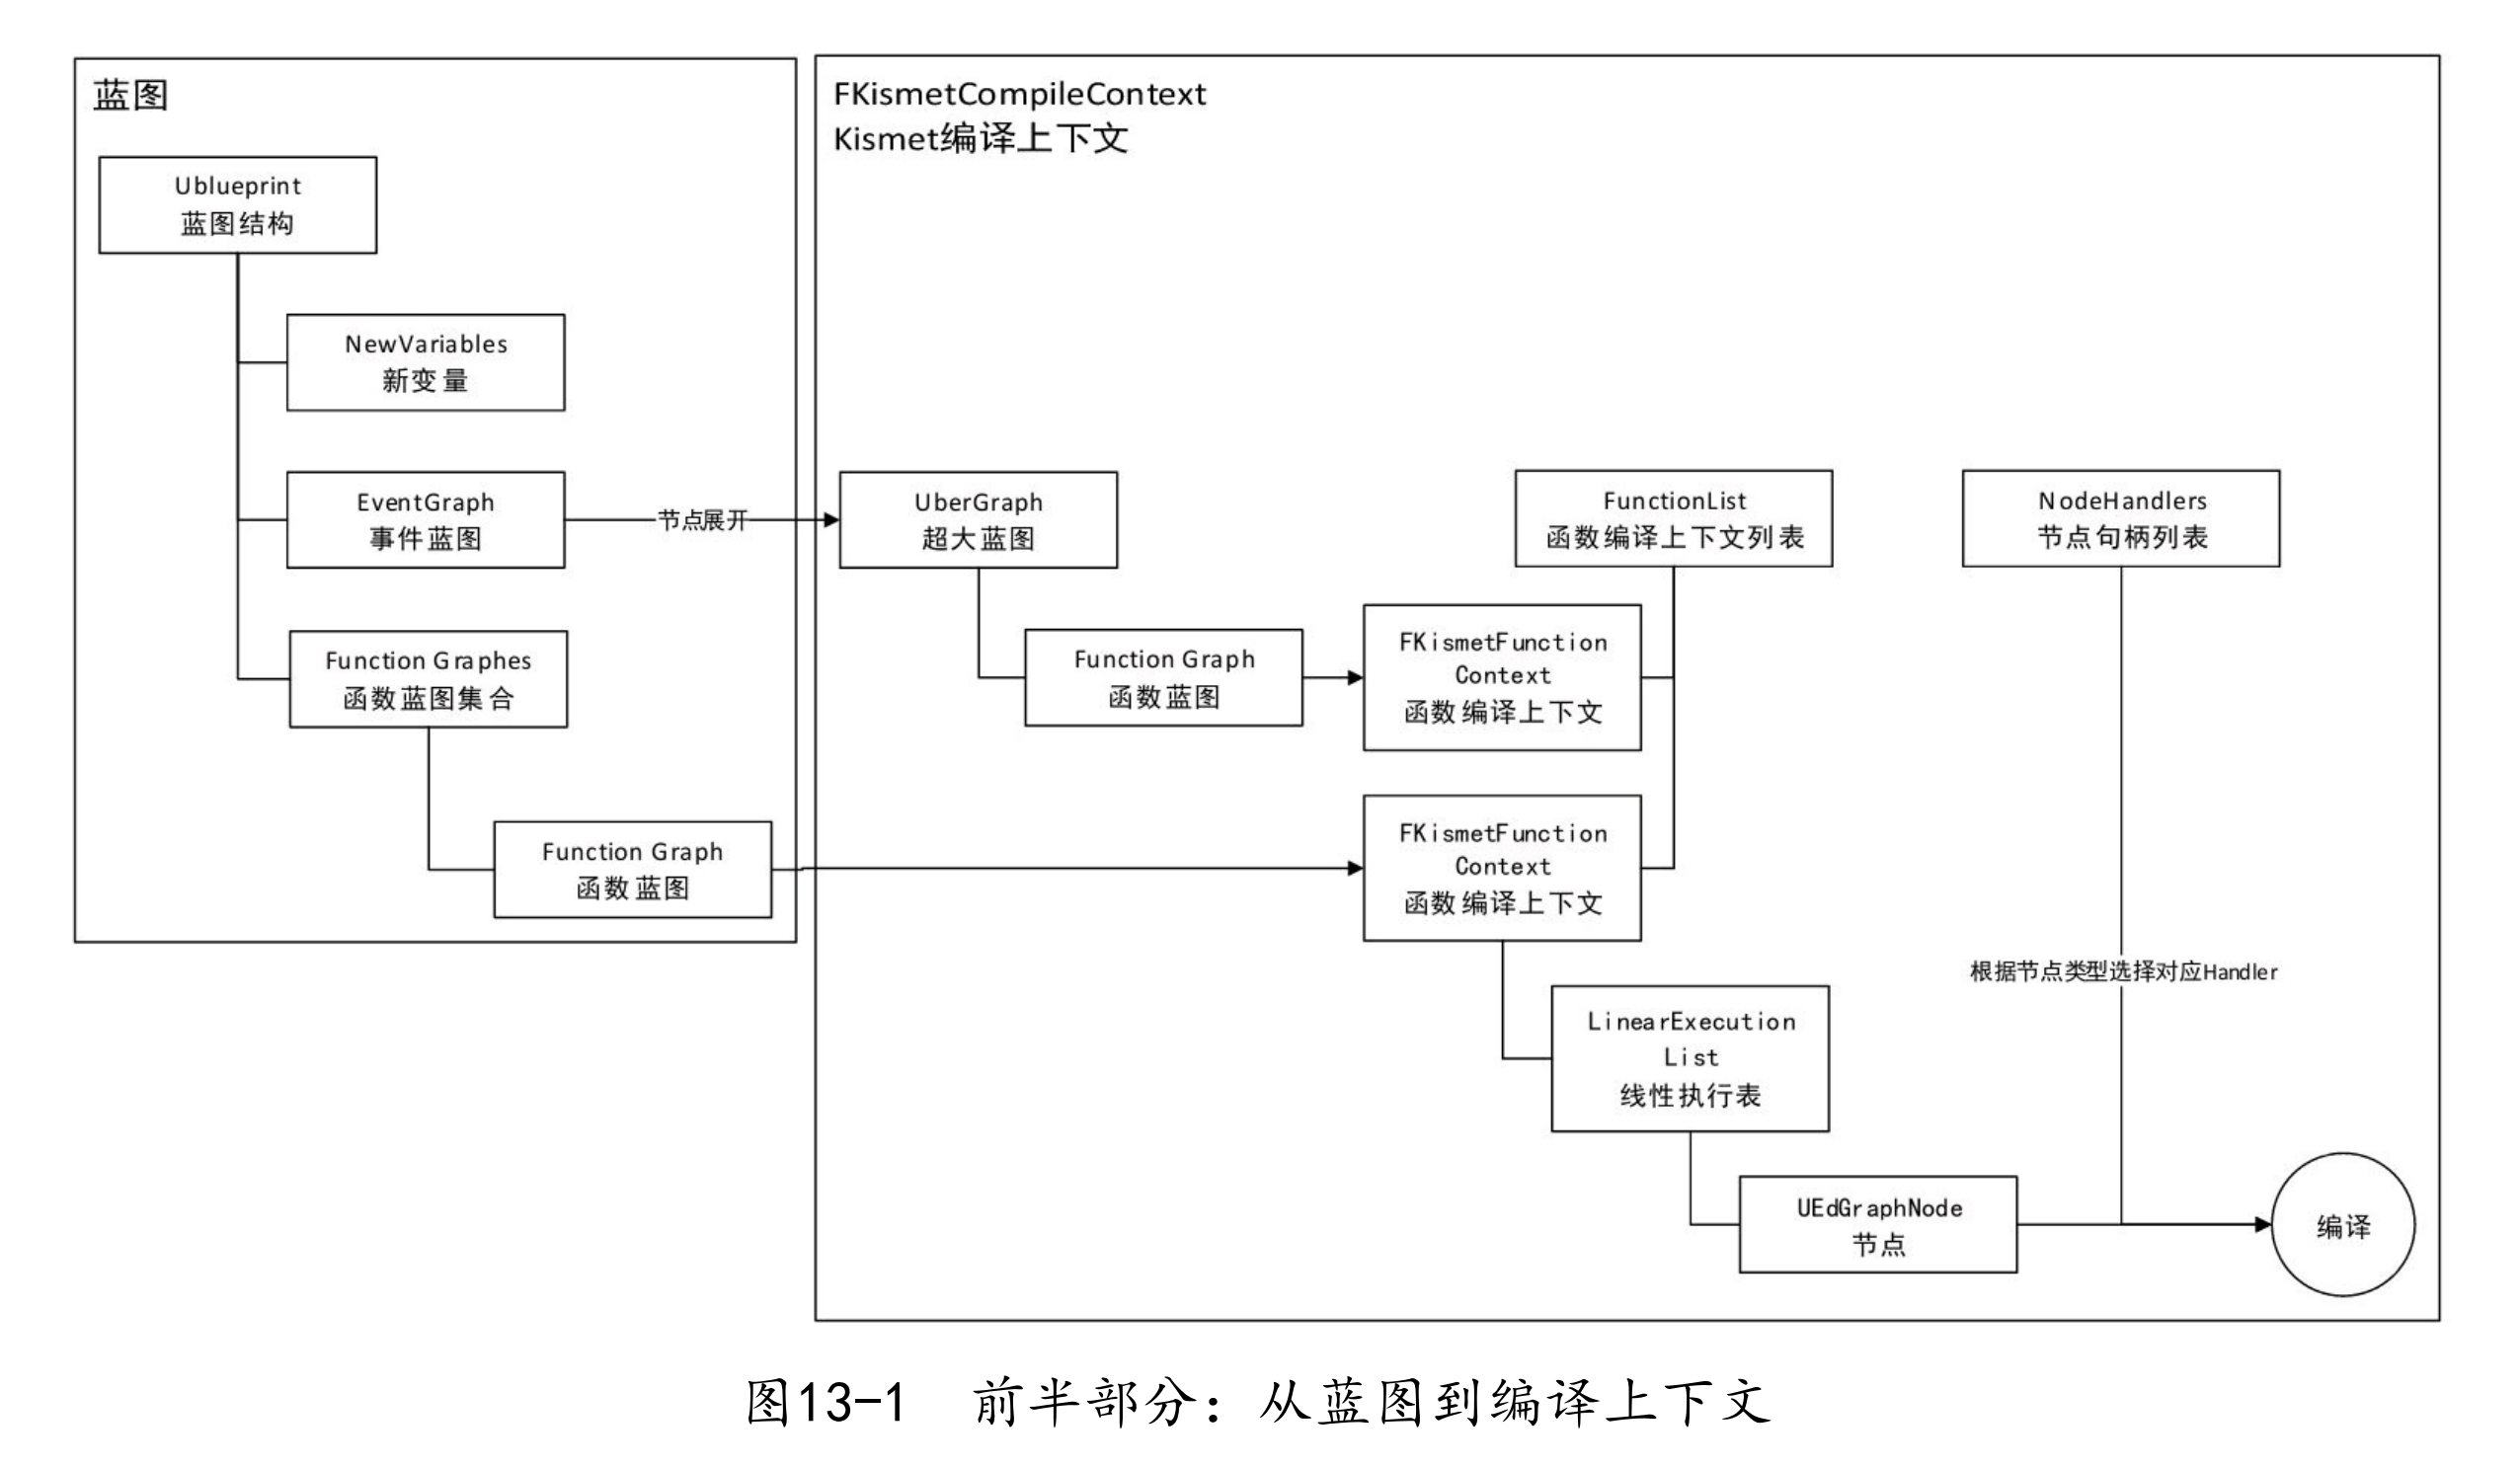 蓝图
Ublueprint
蓝图结构
NewVariables
新变量
EventGraph
事件蓝图
Function Graphes
函数蓝图集合
Function Graph
函数蓝图
节点展开
FKismetCompileContext
Kismet编译上下文
UberGraph
超大蓝图
Function Graph
函数蓝图
FKismetFunction
Context
函数编译上下文
FKismetFunction
Context
函数编译上下文
FunctionList
函数编译上下文列表
NodeHandlers
节点句柄列表
根据节点类型选择对应Handler
LinearExecution
List
线性执行表
UEdGraphNode
节点
编译
图13-1 前半部分：从蓝图到编译上下文